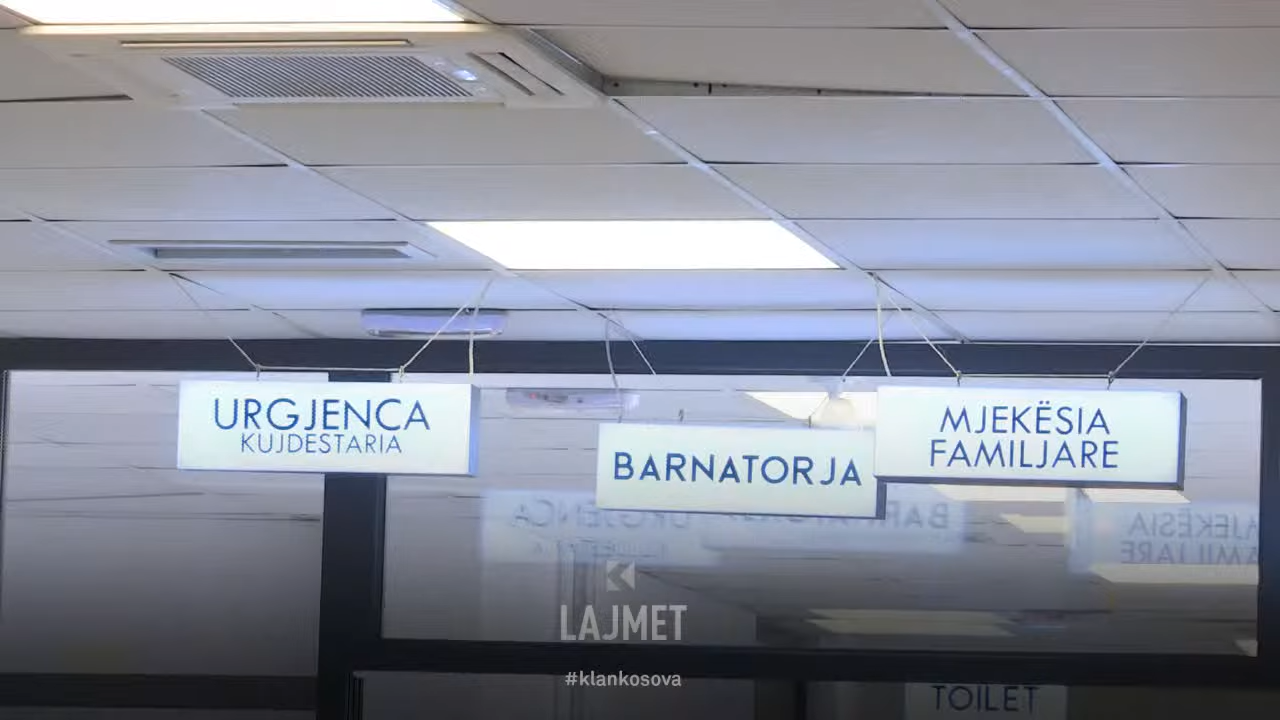 URGJENCA
KUJDESTARIA
BARNATORJA
MJEKËSIA
FAMILJARE
LAJMET
#klankosova
TOILET